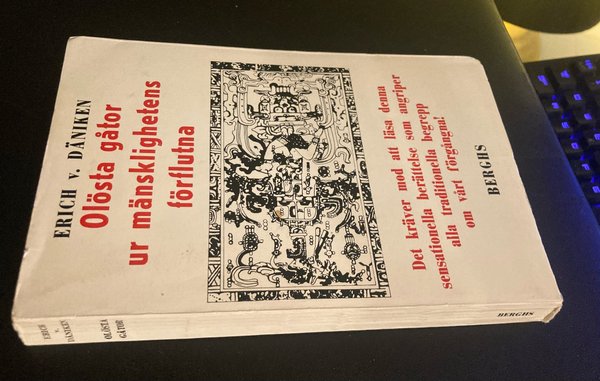 ERICH v. DÄNIKEN
Olösta gåtor
ur mänsklighetens
förflutna
Det kräver mod att läsa denna
sensationella berättelse som angriper
alla traditionella begrepp
om vårt förgångna!
BERGHS
ERICH
v.
DÄNIKEN
OLÖSTA
GÅTOR
BERGHS